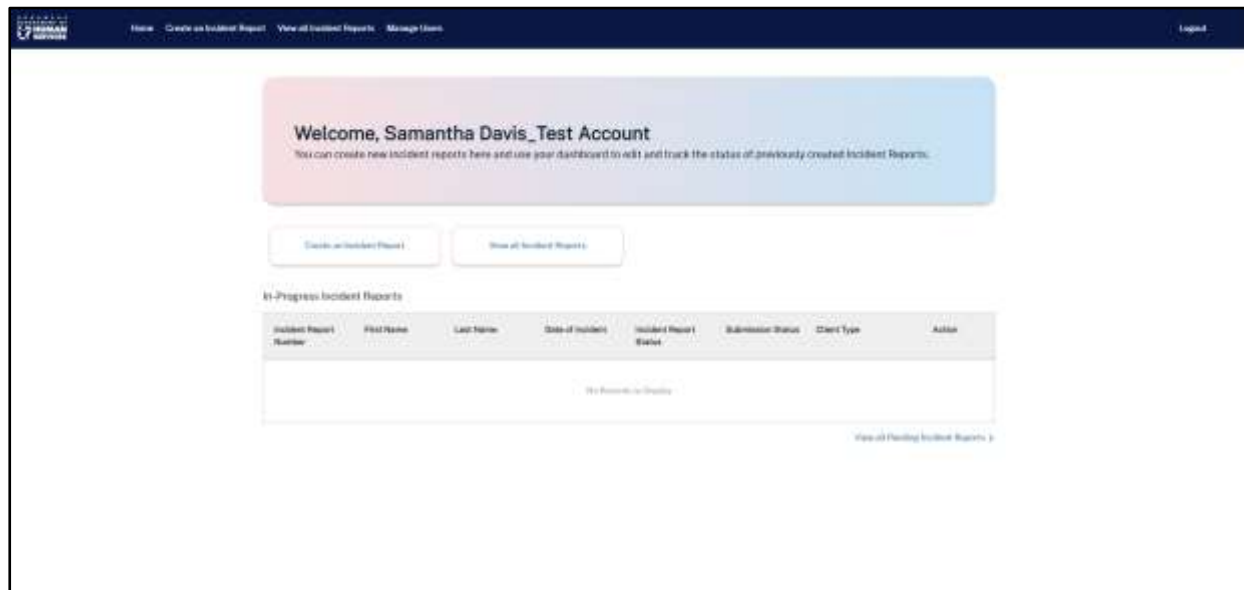 HUMAN SERVICES
Home Create an Incident Report View all Incident Reports Manage Users Logout
Welcome, Samantha Davis_Test Account
You can create new incident reports here and use your dashboard to edit and track the status of previously created Incident Reports.
Create an Incident Report View all Incident Reports
In-Progress Incident Reports
Incident Report First Name Last Name Date of Incident Incident Report Submission Status Client Type Action
Number Status
No Records to Display
View all Pending Incident Reports >